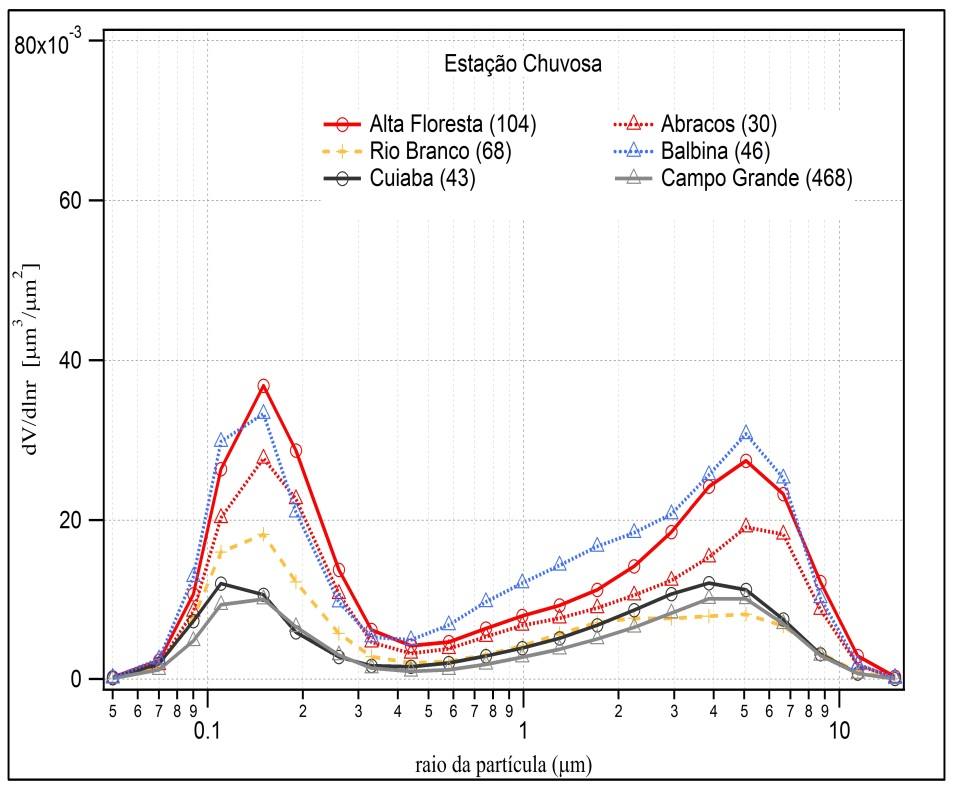 80x10-3
Estação Chuvosa
Alta Floresta (104)
Abracos (30)
Rio Branco (68)
Balbina (46)
Cuiaba (43)
Campo Grande (468)
60
40
20
0
dV/dlnr [μm3/μm2]
5 6 7 8 9 2 3 4 5 6 7 8 9 2 3 4 5 6 7 8 9
0.1 1 10
raio da partícula (μm)